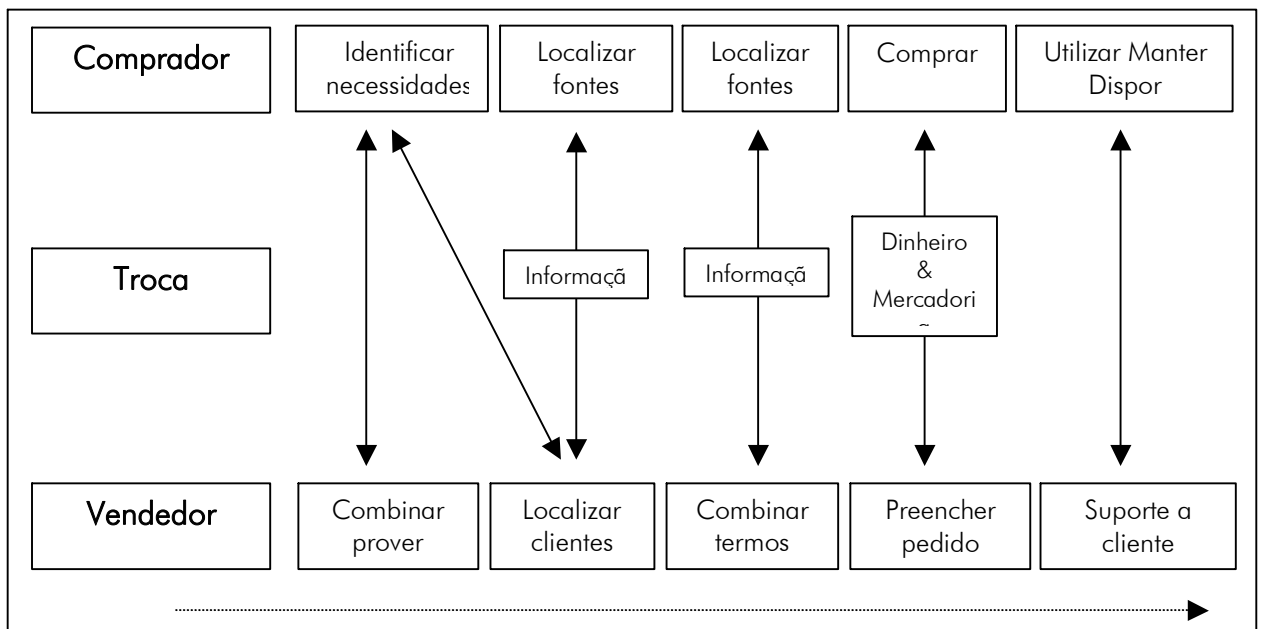 Comprador
Identificar
necessidades
Localizar
fontes
Localizar
fontes
Comprar
Utilizar Manter
Dispor
Troca
Informaçã
Informaçã
Dinheiro
&
Mercadori
Vendedor
Combinar
prover
Localizar
clientes
Combinar
termos
Preencher
pedido
Suporte a
cliente